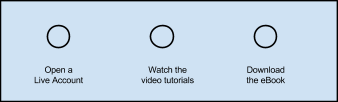 Open a
Live Account
Watch the
video tutorials
Download
the eBook